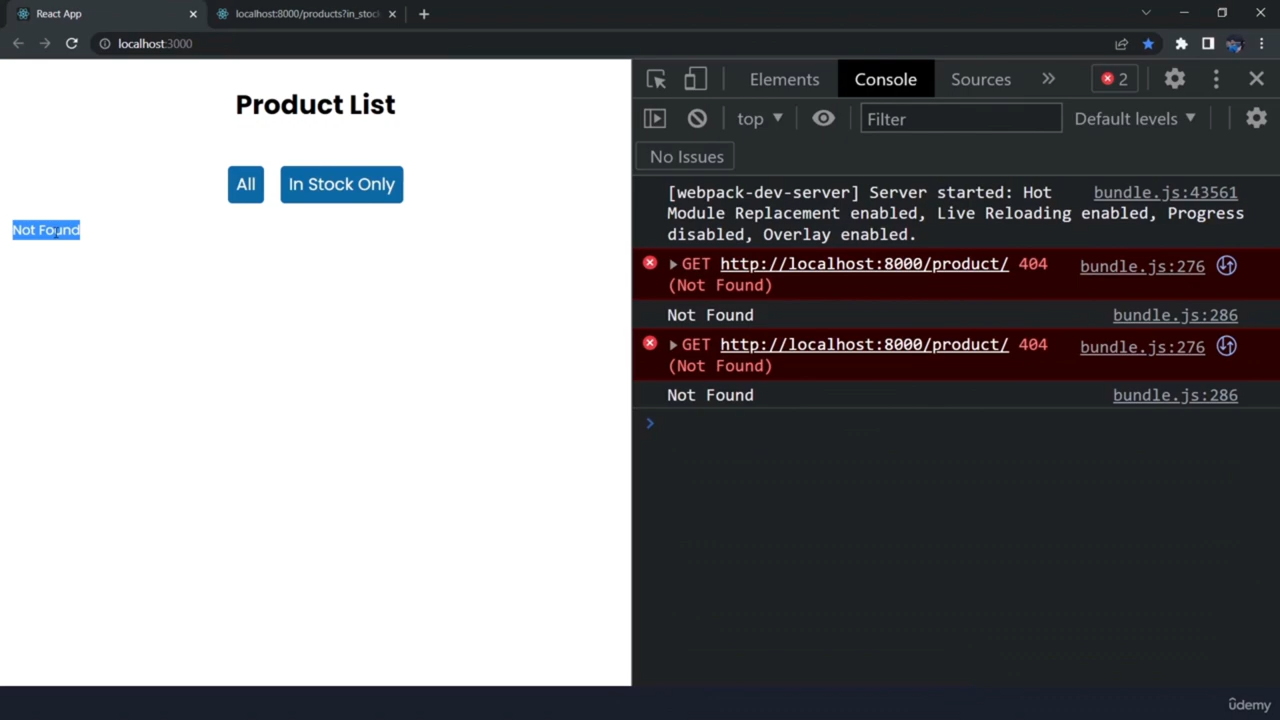 React App
localhost:8000/products?in_stoc
localhost:3000
Product List
All
In Stock Only
Not Found
Elements
Console
Sources
2
top
Filter
Default levels
No Issues
[webpack-dev-server] Server started: Hot
bundle.js:43561
Module Replacement enabled, Live Reloading enabled, Progress
disabled, Overlay enabled.
GET http://localhost:8000/product/ 404
bundle.js:276
(Not Found)
Not Found
bundle.js:286
GET http://localhost:8000/product/ 404
bundle.js:276
(Not Found)
Not Found
bundle.js:286
ûdemy